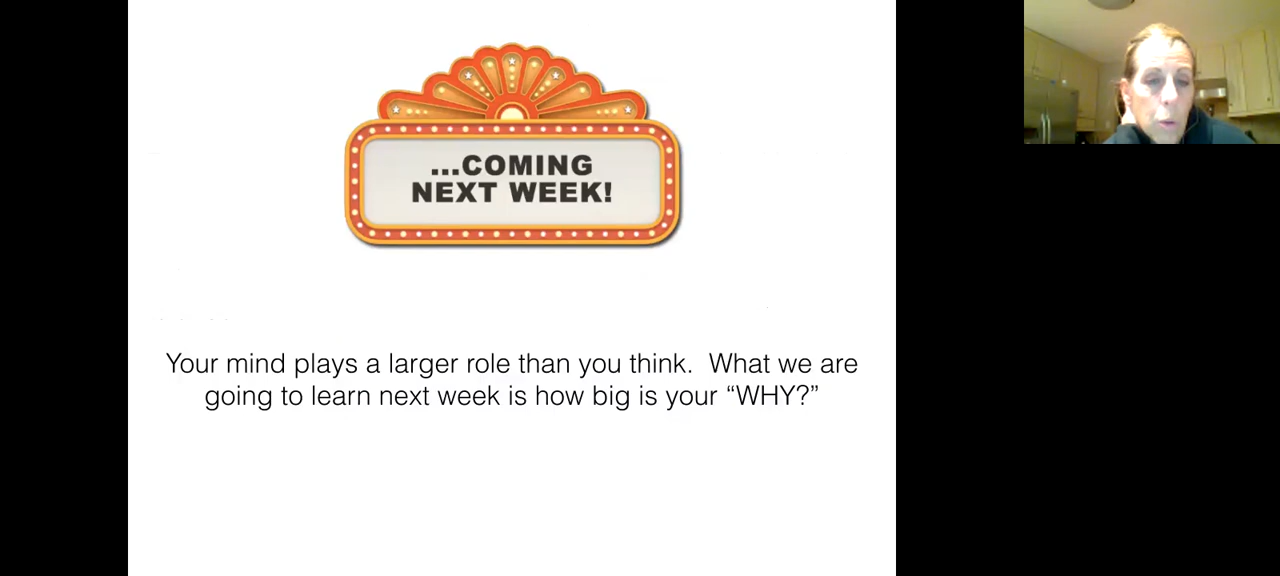 ...COMING
NEXT WEEK!
Your mind plays a larger role than you think.  What we are
going to learn next week is how big is your “WHY?”